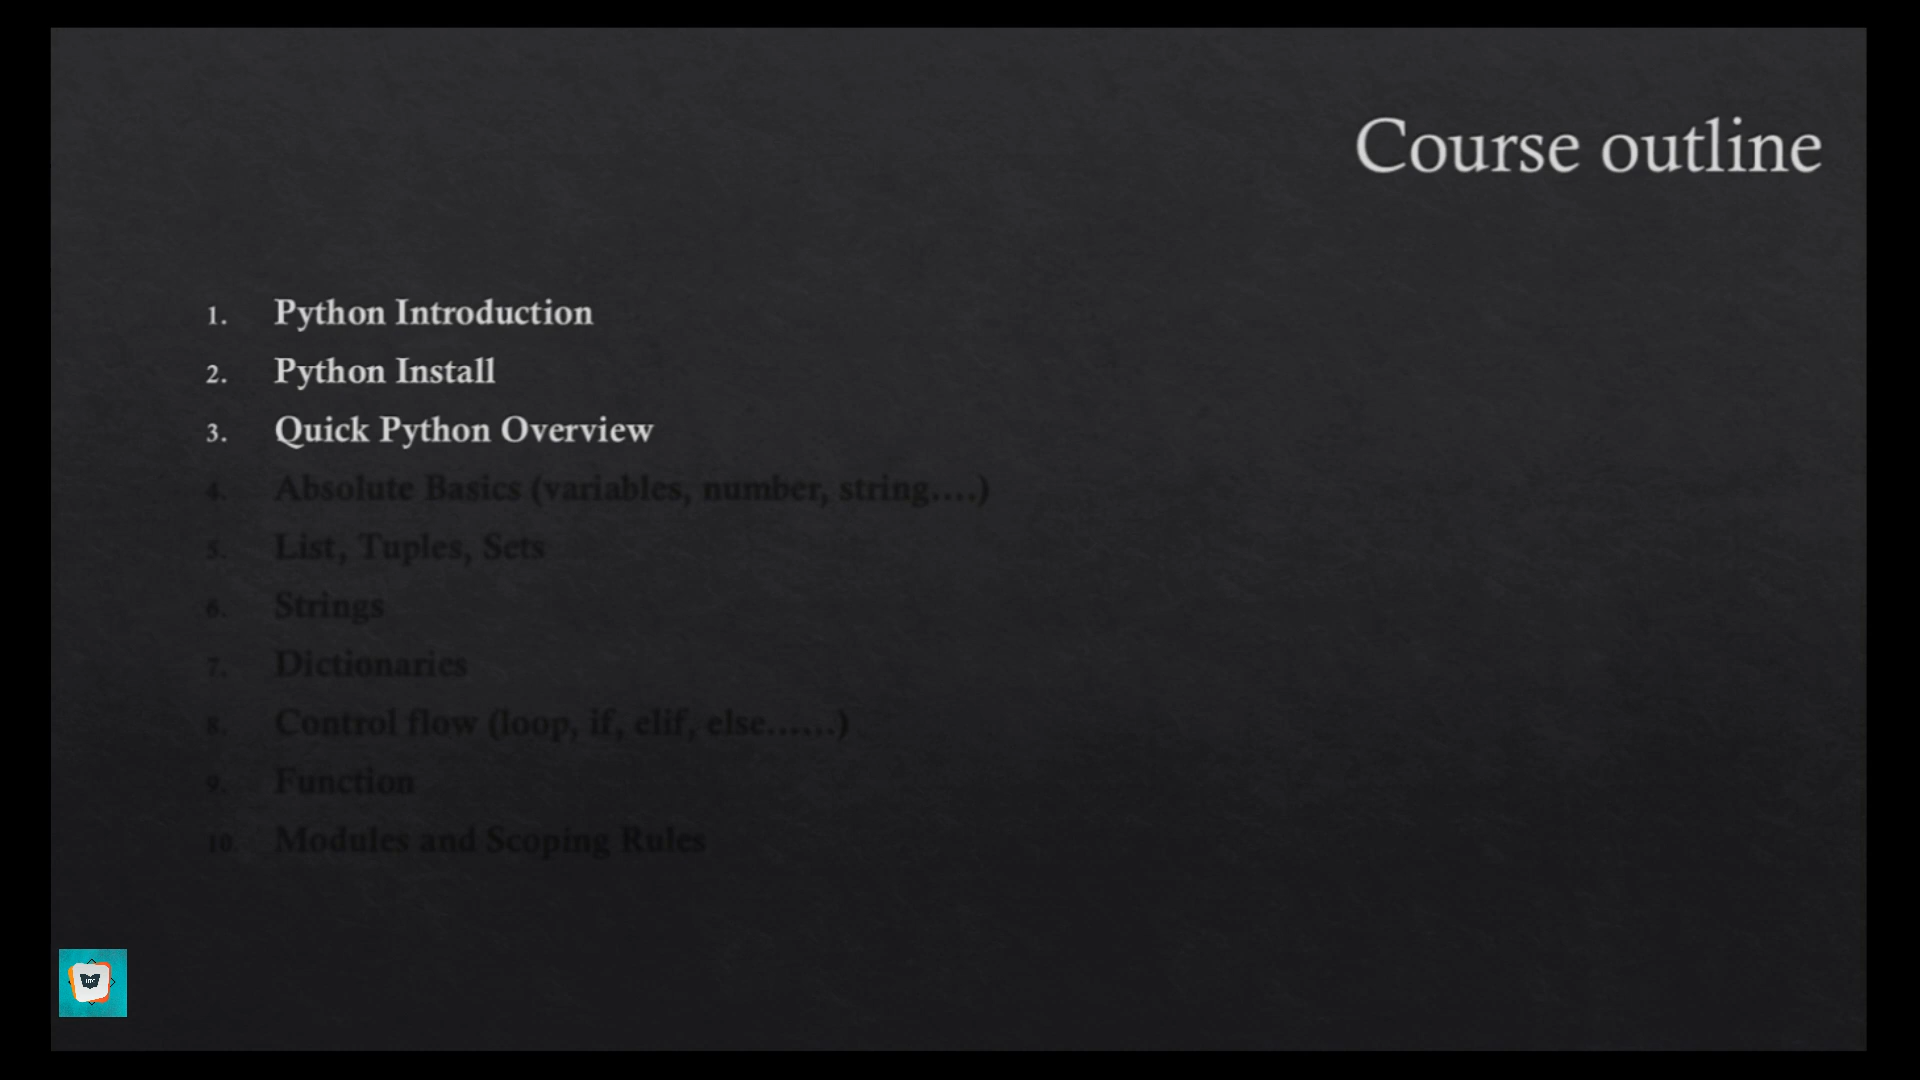 Course outline
1. Python Introduction
2. Python Install
3. Quick Python Overview
4. Absolute Basics (variables, number, string....)
5. List, Tuples, Sets
6. Strings
7. Dictionaries
8. Control flow (loop, if, elif, else......)
9. Function
10. Modules and Scoping Rules